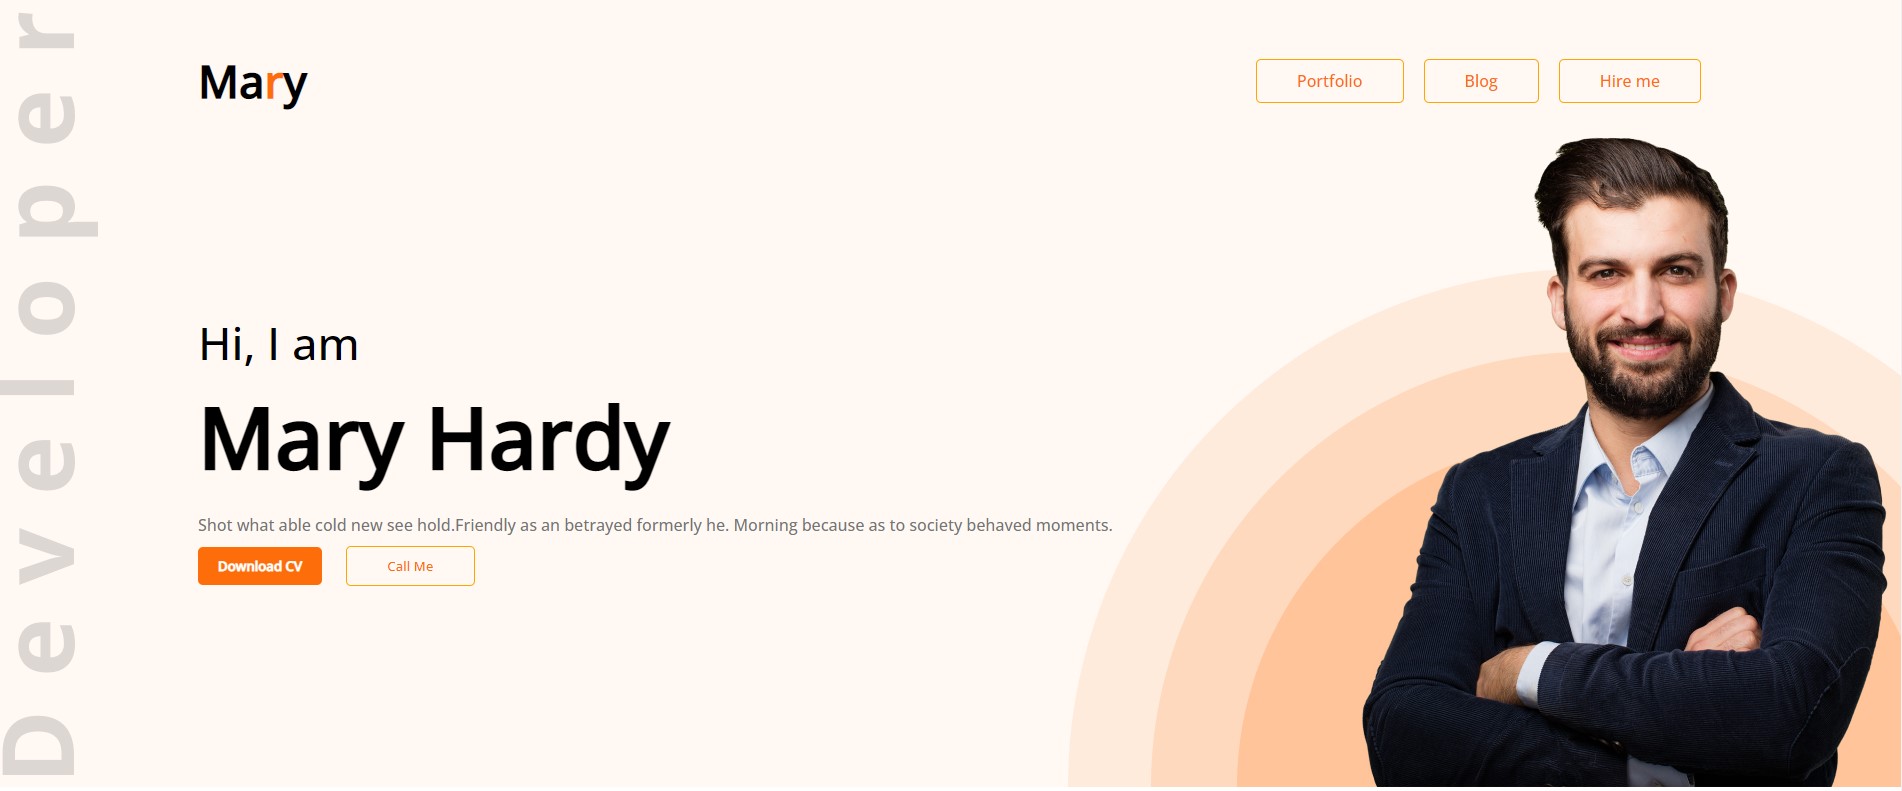 Developer
Mary
Portfolio
Blog
Hire me
Hi, I am
Mary Hardy
Shot what able cold new see hold.Friendly as an betrayed formerly he. Morning because as to society behaved moments.
Download CV
Call Me